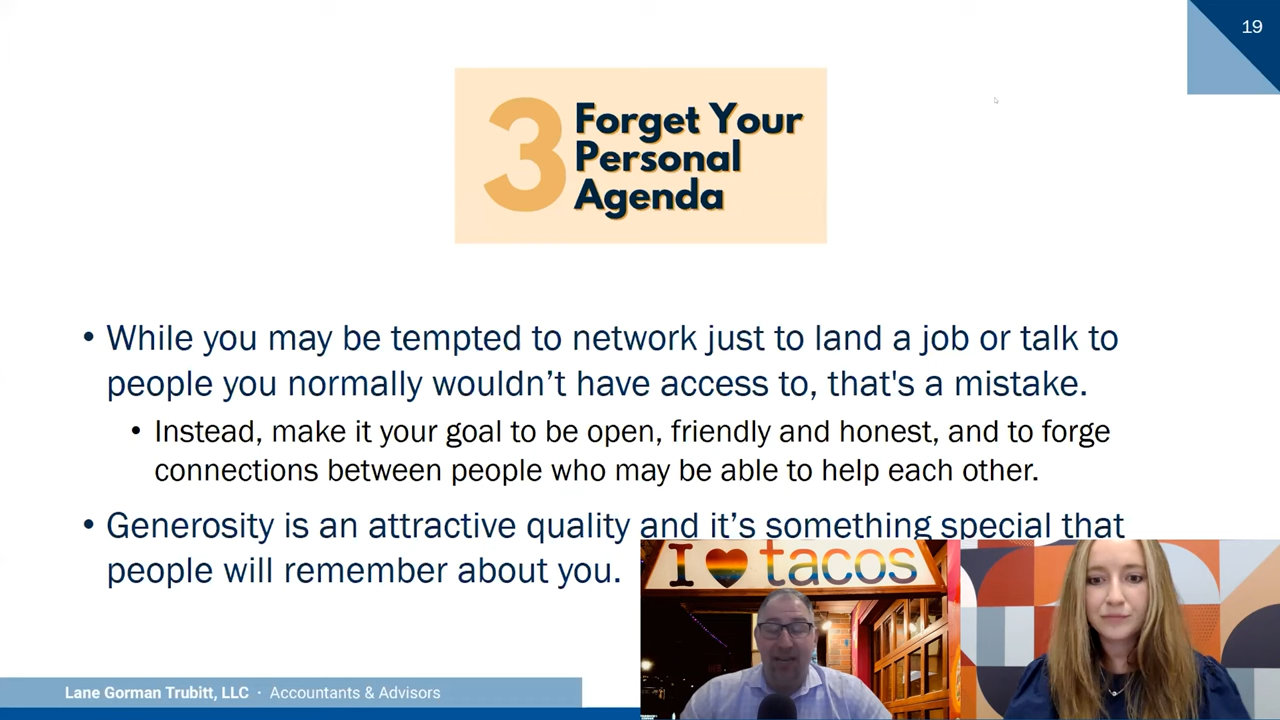 19
3 Forget Your
Personal
Agenda
• While you may be tempted to network just to land a job or talk to
people you normally wouldn’t have access to, that's a mistake.
• Instead, make it your goal to be open, friendly and honest, and to forge
connections between people who may be able to help each other.
• Generosity is an attractive quality and it’s something special that
people will remember about you.
I ♥ tacos
Lane Gorman Trubitt, LLC · Accountants & Advisors